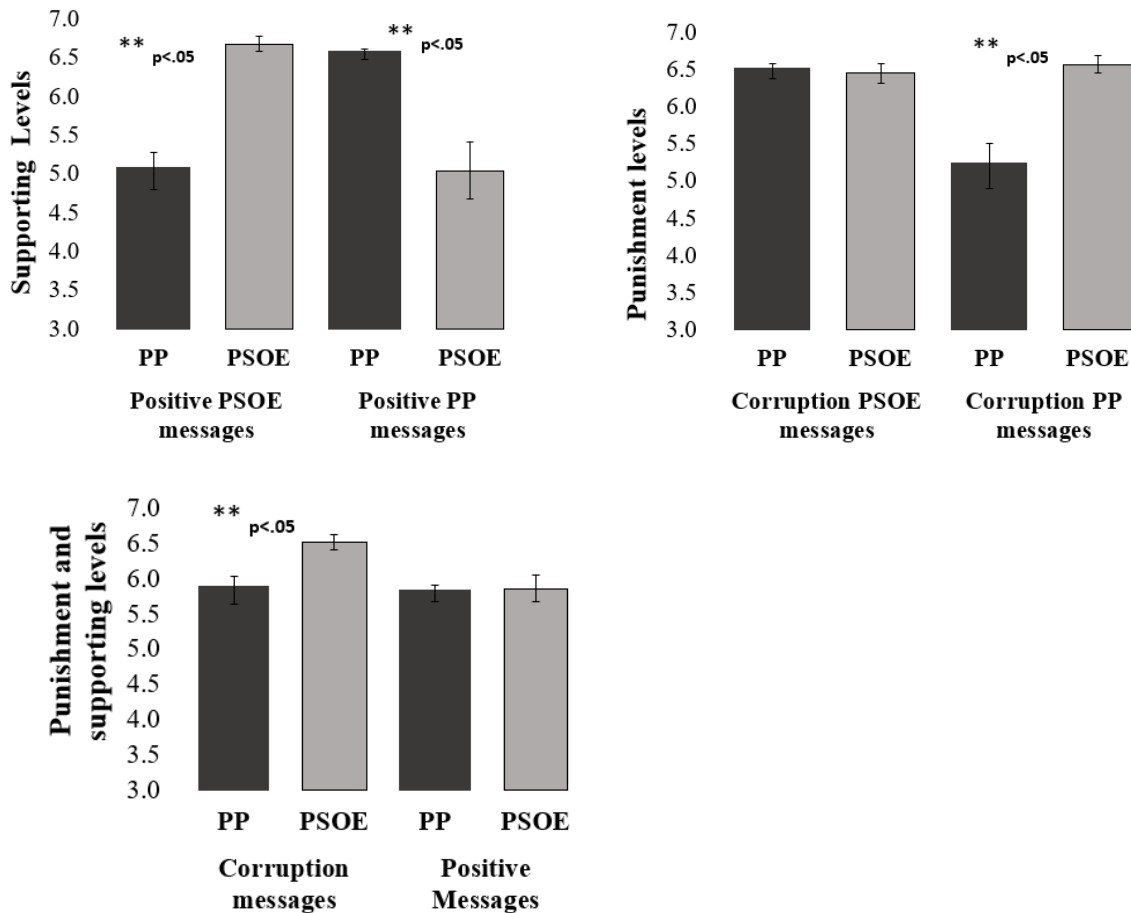 Supporting Levels
7.0
6.5
6.0
5.5
5.0
4.5
4.0
3.5
3.0
** p<.05
** p<.05
PP PSOE PP PSOE
Positive PSOE messages
Positive PP messages
Punishment levels
7.0
6.5
6.0
5.5
5.0
4.5
4.0
3.5
3.0
** p<.05
PP PSOE PP PSOE
Corruption PSOE messages
Corruption PP messages
Punishment and supporting levels
7.0
6.5
6.0
5.5
5.0
4.5
4.0
3.5
3.0
** p<.05
PP PSOE PP PSOE
Corruption messages
Positive Messages